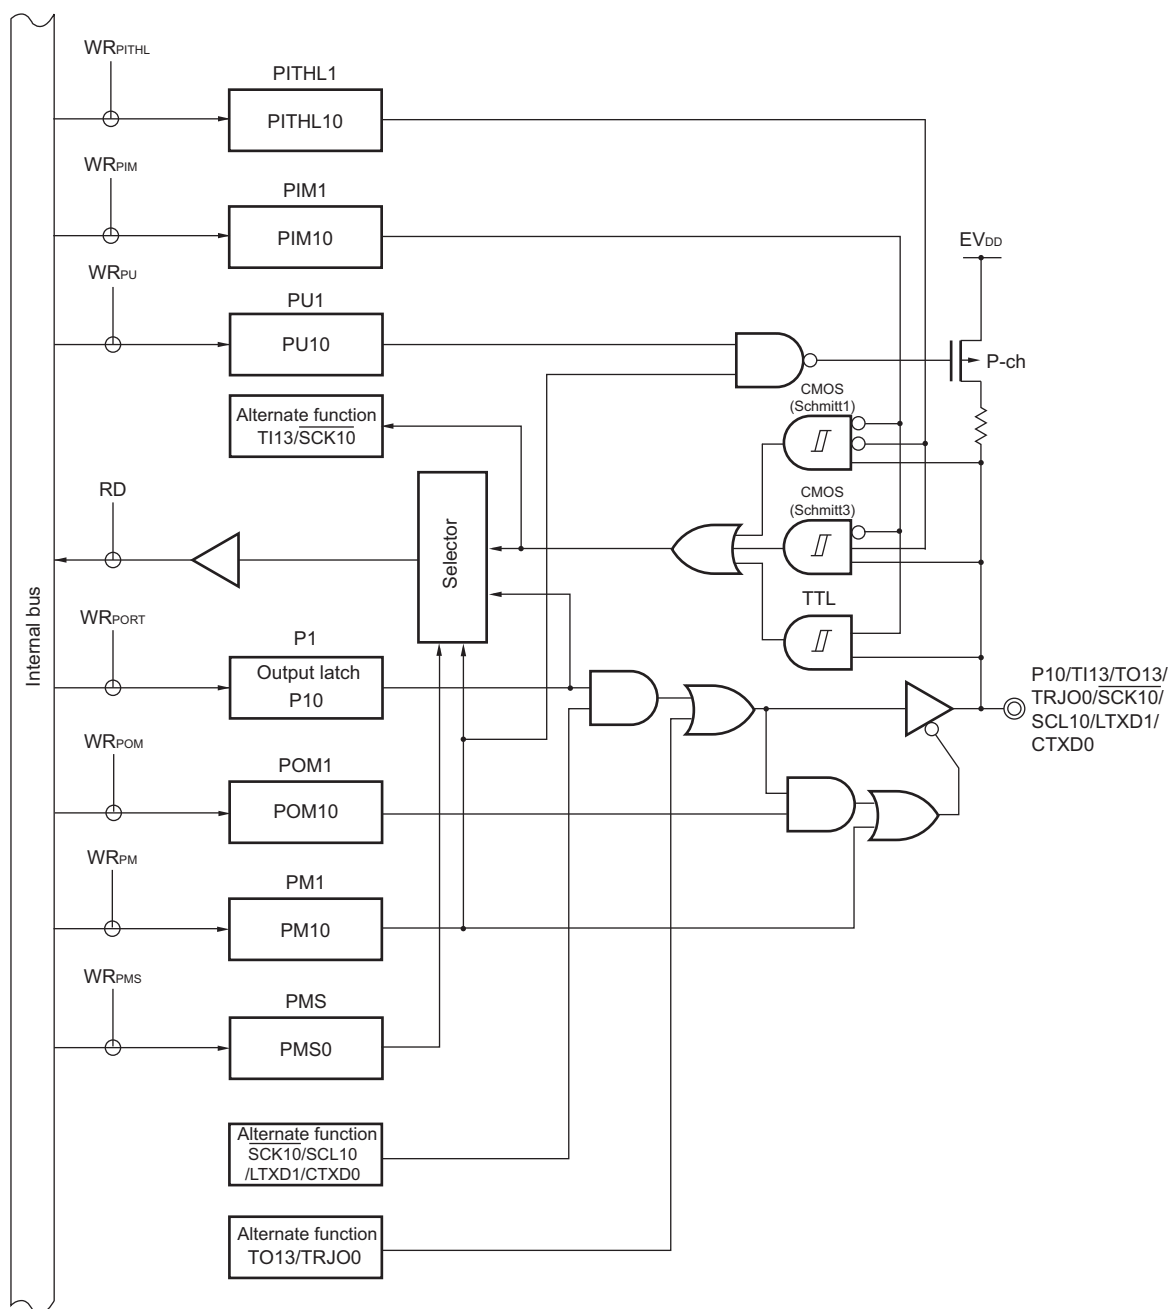 WRPITHL
PITHL1
PITHL10
WRPIM
PIM1
PIM10
EVDD
WRPU
PU1
PU10
P-ch
CMOS
(Schmitt1)
Alternate function
TI13/SCK10
RD
Selector
CMOS
(Schmitt3)
Internal bus
TTL
WRPORT
P1
Output latch
P10
P10/TI13/TO13/
TRJO0/SCK10/
SCL10/LTXD1/
CTXD0
WRPOM
POM1
POM10
WRPM
PM1
PM10
WRPMS
PMS
PMS0
Alternate function
SCK10/SCL10
/LTXD1/CTXD0
Alternate function
TO13/TRJO0